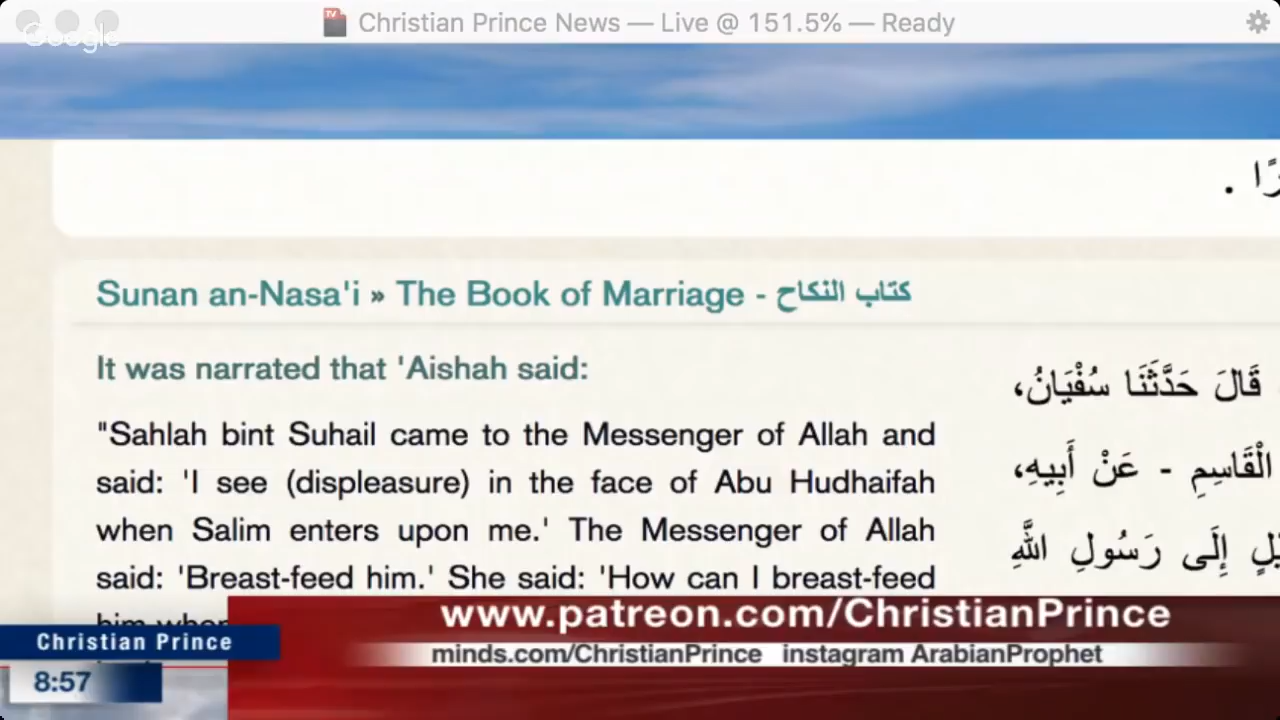 Christian Prince News — Live @ 151.5% — Ready
Google
Sunan an-Nasa'i » The Book of Marriage - كتاب النكاح
It was narrated that 'Aishah said:
"Sahlah bint Suhail came to the Messenger of Allah and
said: 'I see (displeasure) in the face of Abu Hudhaifah
when Salim enters upon me.' The Messenger of Allah
said: 'Breast-feed him.' She said: 'How can I breast-feed
him when
قَالَ حَدَّثَنَا سُفْيَانُ،
الْقَاسِمِ - عَنْ أَبِيهِ،
إِلَى رَسُولِ اللَّهِ
www.patreon.com/ChristianPrince
minds.com/ChristianPrince instagram ArabianProphet
Christian Prince
8:57